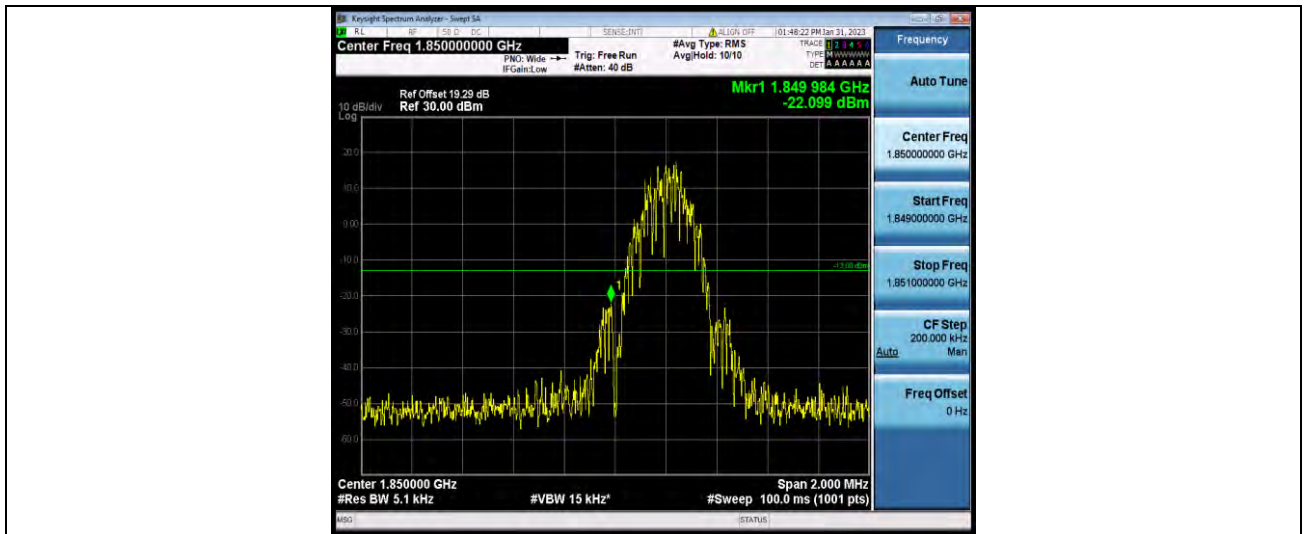 Keysight Spectrum Analyzer - Swept SA
RL RF 50 Ω DC SENSE:INT ALIGN OFF 01:48:22 PM Jan 31, 2023
Center Freq 1.850000000 GHz
PNO: Wide
IFGain:Low
Trig: Free Run
#Atten: 40 dB
#Avg Type: RMS
Avg|Hold: 10/10
TRACE 1 2 3 4 5 6
TYPE M W W W W W
DET A A A A A A
Mkr1 1.849 984 GHz
-22.099 dBm
Ref Offset 19.29 dB
10 dB/div Ref 30.00 dBm
Log
20.0
10.0
0.00
-10.0
-13.00 dBm
-20.0
1
-30.0
-40.0
-50.0
-60.0
Center 1.850000 GHz Span 2.000 MHz
#Res BW 5.1 kHz #VBW 15 kHz* #Sweep 100.0 ms (1001 pts)
MSG STATUS
Frequency
Auto Tune
Center Freq
1.850000000 GHz
Start Freq
1.849000000 GHz
Stop Freq
1.851000000 GHz
CF Step
200.000 kHz
Auto Man
Freq Offset
0 Hz